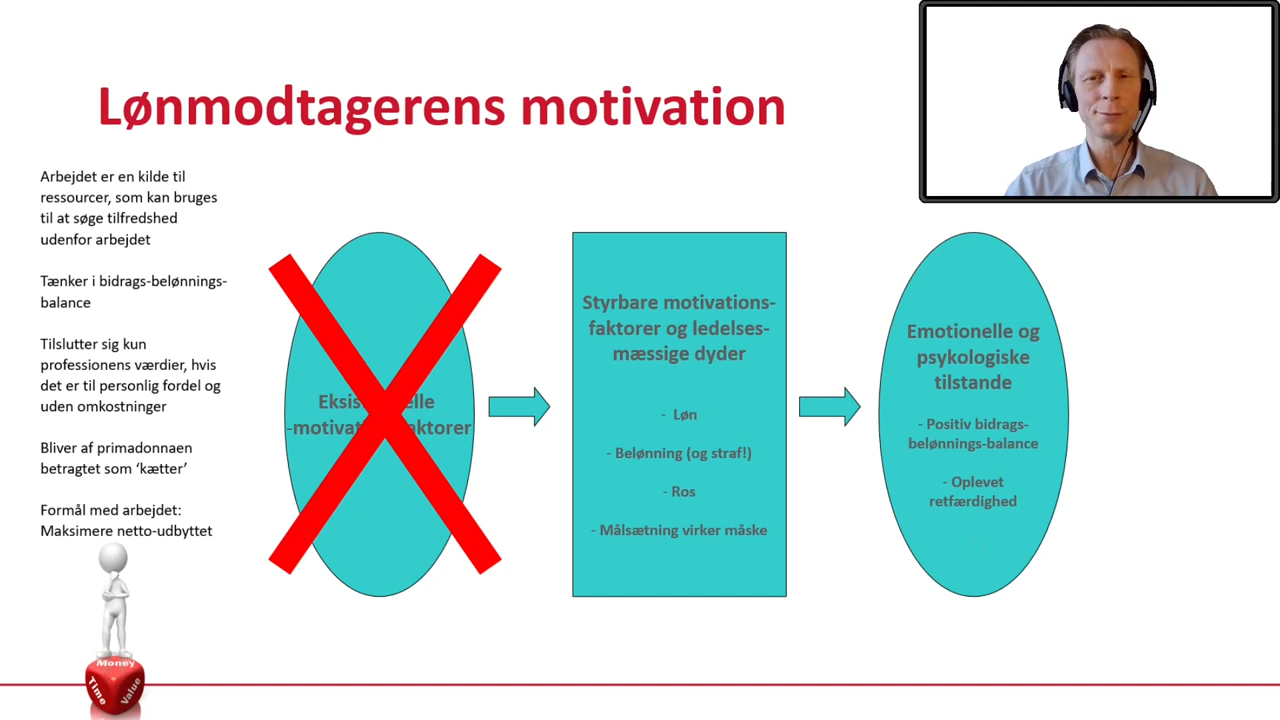 Lønmodtagerens motivation
Arbejdet er en kilde til
ressourcer, som kan bruges
til at søge tilfredshed
udenfor arbejdet
Tænker i bidrags-belønnings-
balance
Tilslutter sig kun
professionens værdier, hvis
det er til personlig fordel og
uden omkostninger
Bliver af primadonnaen
betragtet som ‘kætter’
Formål med arbejdet:
Maksimere netto-udbyttet
Styrbare motivations-
faktorer og ledelses-
mæssige dyder
- Løn
- Belønning (og straf!)
- Ros
- Målsætning virker måske
Emotionelle og
psykologiske
tilstande
- Positiv bidrags-
belønnings-balance
- Oplevet
retfærdighed
Money
Time
Value